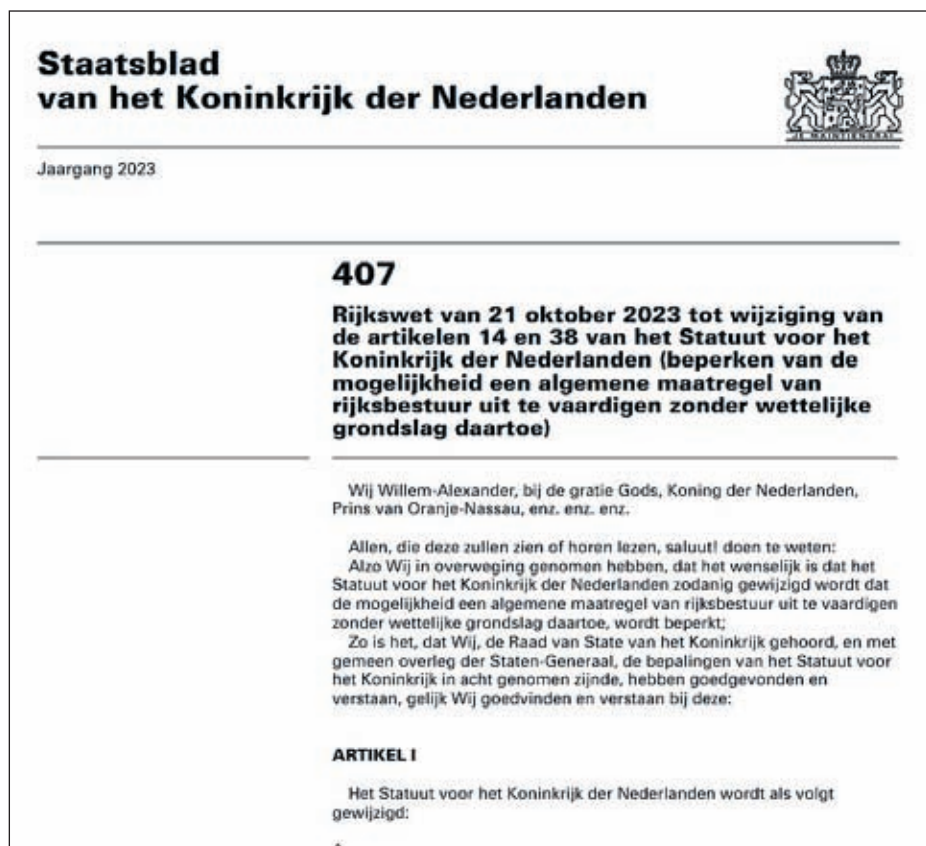 Staatsblad
van het Koninkrijk der Nederlanden
JE MAINTIENDRAI
Jaargang 2023
407
Rijkswet van 21 oktober 2023 tot wijziging van
de artikelen 14 en 38 van het Statuut voor het
Koninkrijk der Nederlanden (beperken van de
mogelijkheid een algemene maatregel van
rijksbestuur uit te vaardigen zonder wettelijke
grondslag daartoe)
Wij Willem-Alexander, bij de gratie Gods, Koning der Nederlanden,
Prins van Oranje-Nassau, enz. enz. enz.
Allen, die deze zullen zien of horen lezen, saluut! doen te weten:
Alzo Wij in overweging genomen hebben, dat het wenselijk is dat het
Statuut voor het Koninkrijk der Nederlanden zodanig gewijzigd wordt dat
de mogelijkheid een algemene maatregel van rijksbestuur uit te vaardigen
zonder wettelijke grondslag daartoe, wordt beperkt;
Zo is het, dat Wij, de Raad van State van het Koninkrijk gehoord, en met
gemeen overleg der Staten-Generaal, de bepalingen van het Statuut voor
het Koninkrijk in acht genomen zijnde, hebben goedgevonden en
verstaan, gelijk Wij goedvinden en verstaan bij deze:
ARTIKEL I
Het Statuut voor het Koninkrijk der Nederlanden wordt als volgt
gewijzigd: